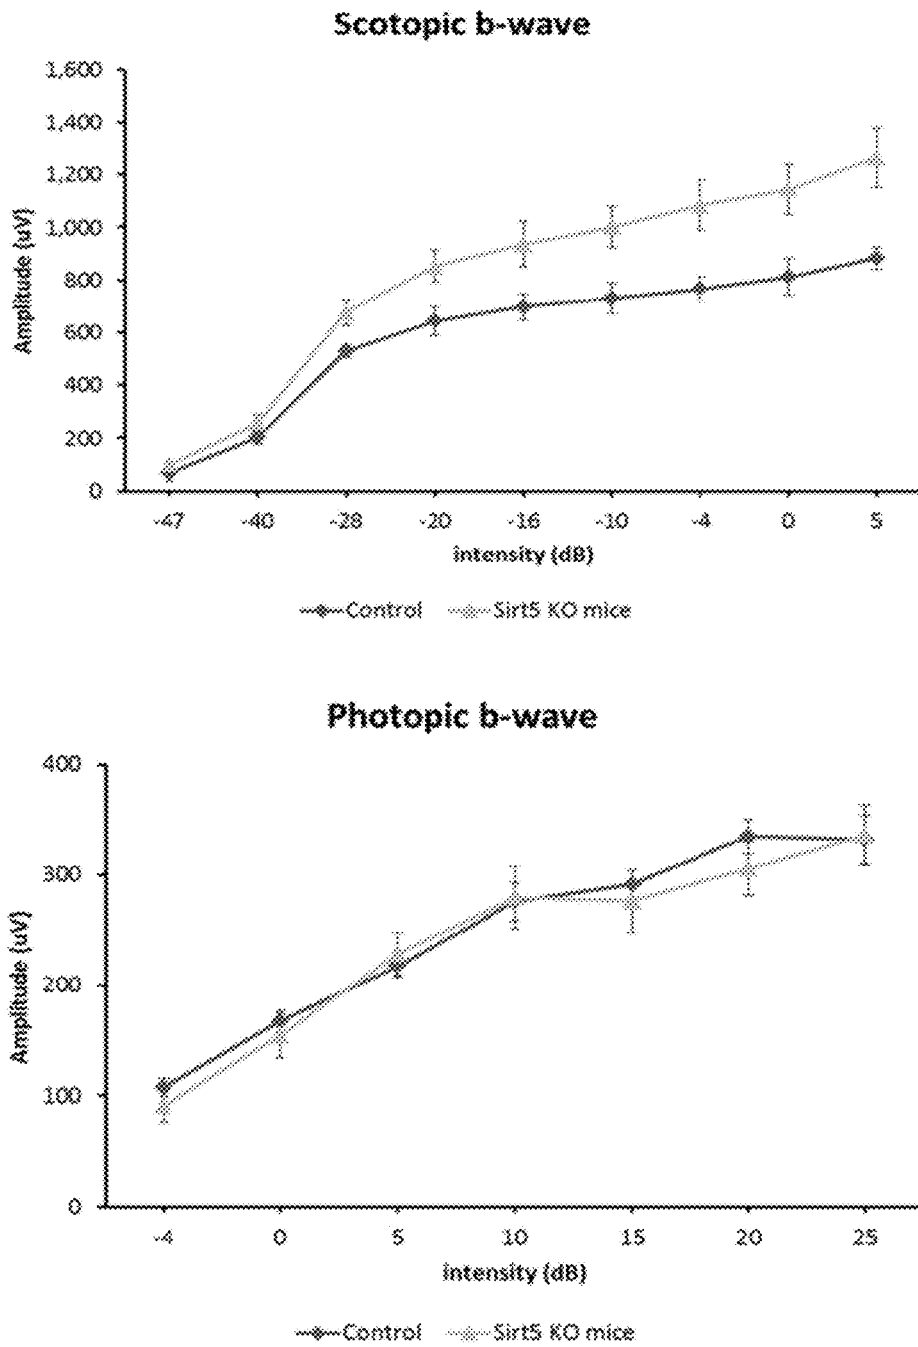 Scotopic b-wave
1,600
1,400
1,200
1,000
800
600
400
200
0
Amplitude (uV)
-47 -40 -28 -20 -16 -10 -4 0 5
intensity (dB)
Control Sirt5 KO mice
Photopic b-wave
400
300
200
100
0
Amplitude (uV)
-4 0 5 10 15 20 25
intensity (dB)
Control Sirt5 KO mice